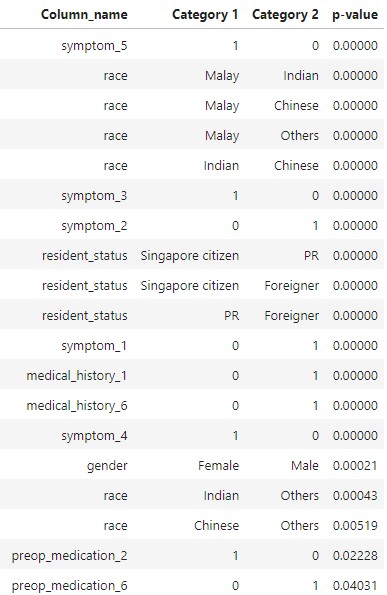 Column_name Category 1 Category 2 p-value
symptom_5 1 0 0.00000
race Malay Indian 0.00000
race Malay Chinese 0.00000
race Malay Others 0.00000
race Indian Chinese 0.00000
symptom_3 1 0 0.00000
symptom_2 0 1 0.00000
resident_status Singapore citizen PR 0.00000
resident_status Singapore citizen Foreigner 0.00000
resident_status PR Foreigner 0.00000
symptom_1 0 1 0.00000
medical_history_1 0 1 0.00000
medical_history_6 0 1 0.00000
symptom_4 1 0 0.00000
gender Female Male 0.00021
race Indian Others 0.00043
race Chinese Others 0.00519
preop_medication_2 1 0 0.02228
preop_medication_6 0 1 0.04031